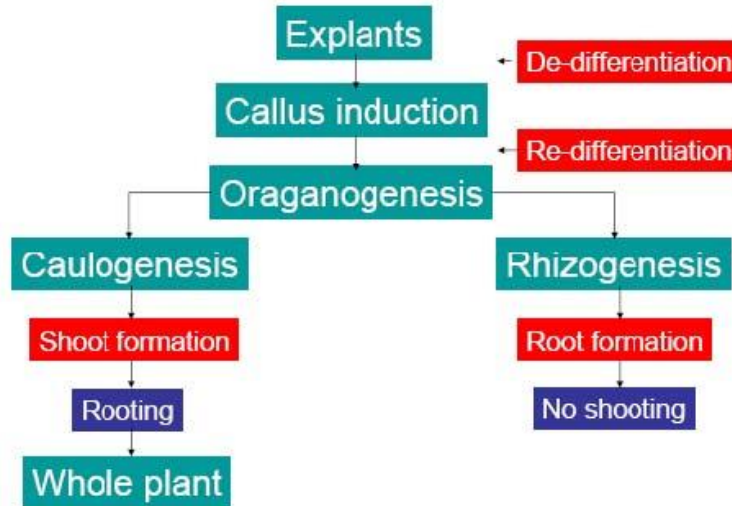 Explants
De-differentiation
Callus induction
Re-differentiation
Oraganogenesis
Caulogenesis
Rhizogenesis
Shoot formation
Root formation
Rooting
No shooting
Whole plant